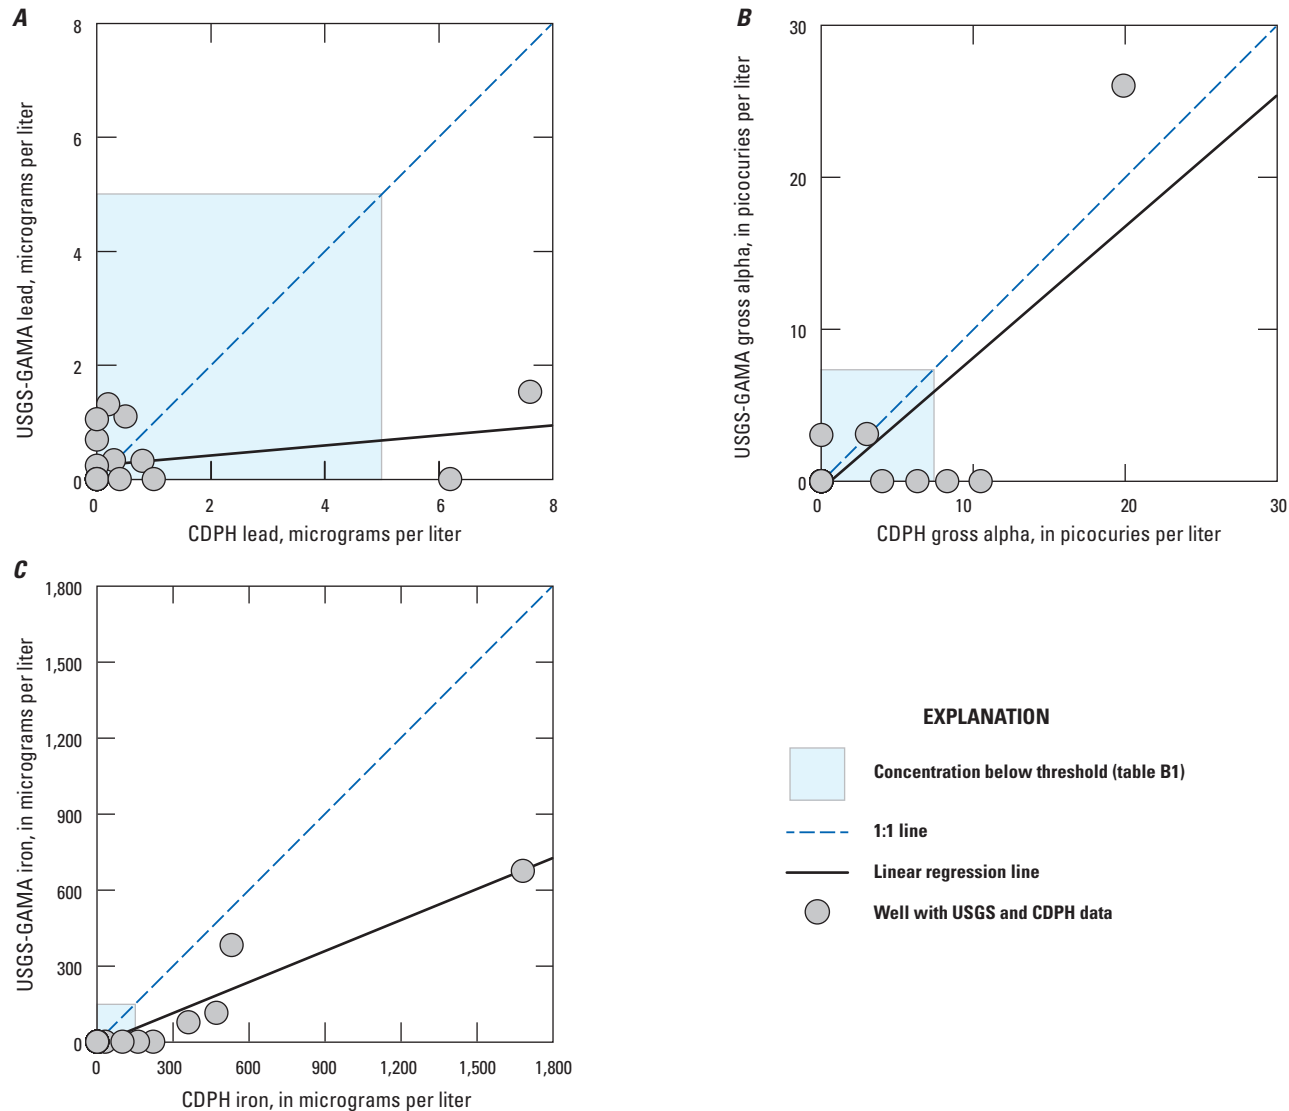 A
USGS-GAMA lead, micrograms per liter
8
6
4
2
0
0 2 4 6 8
CDPH lead, micrograms per liter
B
USGS-GAMA gross alpha, in picocuries per liter
30
20
10
0
0 10 20 30
CDPH gross alpha, in picocuries per liter
C
USGS-GAMA iron, in micrograms per liter
1,800
1,500
1,200
900
600
300
0
0 300 600 900 1,200 1,500 1,800
CDPH iron, in micrograms per liter
EXPLANATION
Concentration below threshold (table B1)
1:1 line
Linear regression line
Well with USGS and CDPH data